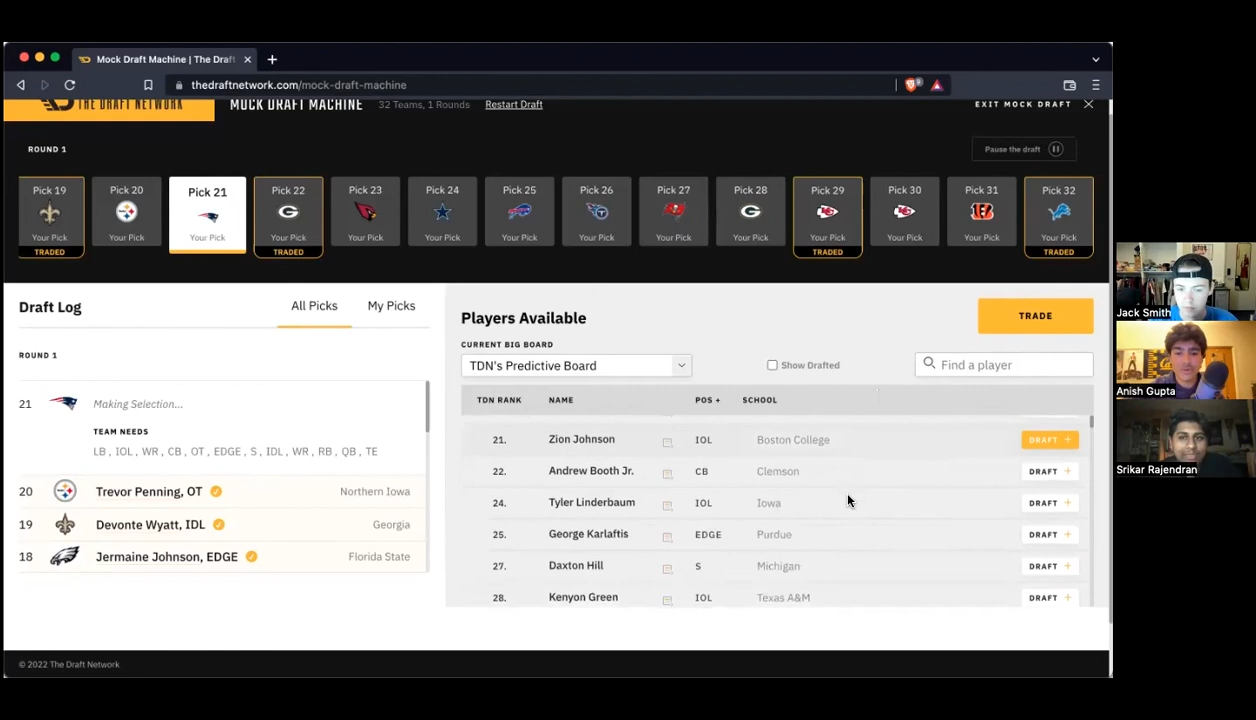 Mock Draft Machine | The Draft
thedraftnetwork.com/mock-draft-machine
THE DRAFT NETWORK
MOCK DRAFT MACHINE
32 Teams, 1 Rounds
Restart Draft
EXIT MOCK DRAFT
ROUND 1
Pause the draft
Pick 19 Pick 20 Pick 21 Pick 22 Pick 23 Pick 24 Pick 25 Pick 26 Pick 27 Pick 28 Pick 29 Pick 30 Pick 31 Pick 32
Your Pick Your Pick Your Pick Your Pick Your Pick Your Pick Your Pick Your Pick Your Pick Your Pick Your Pick Your Pick Your Pick Your Pick
TRADED TRADED TRADED TRADED
Draft Log
All Picks
My Picks
ROUND 1
21 Making Selection...
TEAM NEEDS
LB , IOL , WR , CB , OT , EDGE , S , IDL , WR , RB , QB , TE
20 Trevor Penning, OT Northern Iowa
19 Devonte Wyatt, IDL Georgia
18 Jermaine Johnson, EDGE Florida State
Players Available
TRADE
CURRENT BIG BOARD
TDN's Predictive Board
Show Drafted
Find a player
TDN RANK NAME POS + SCHOOL
21. Zion Johnson IOL Boston College DRAFT +
22. Andrew Booth Jr. CB Clemson DRAFT +
24. Tyler Linderbaum IOL Iowa DRAFT +
25. George Karlaftis EDGE Purdue DRAFT +
27. Daxton Hill S Michigan DRAFT +
28. Kenyon Green IOL Texas A&M DRAFT +
© 2022 The Draft Network
Jack Smith
Anish Gupta
Srikar Rajendran